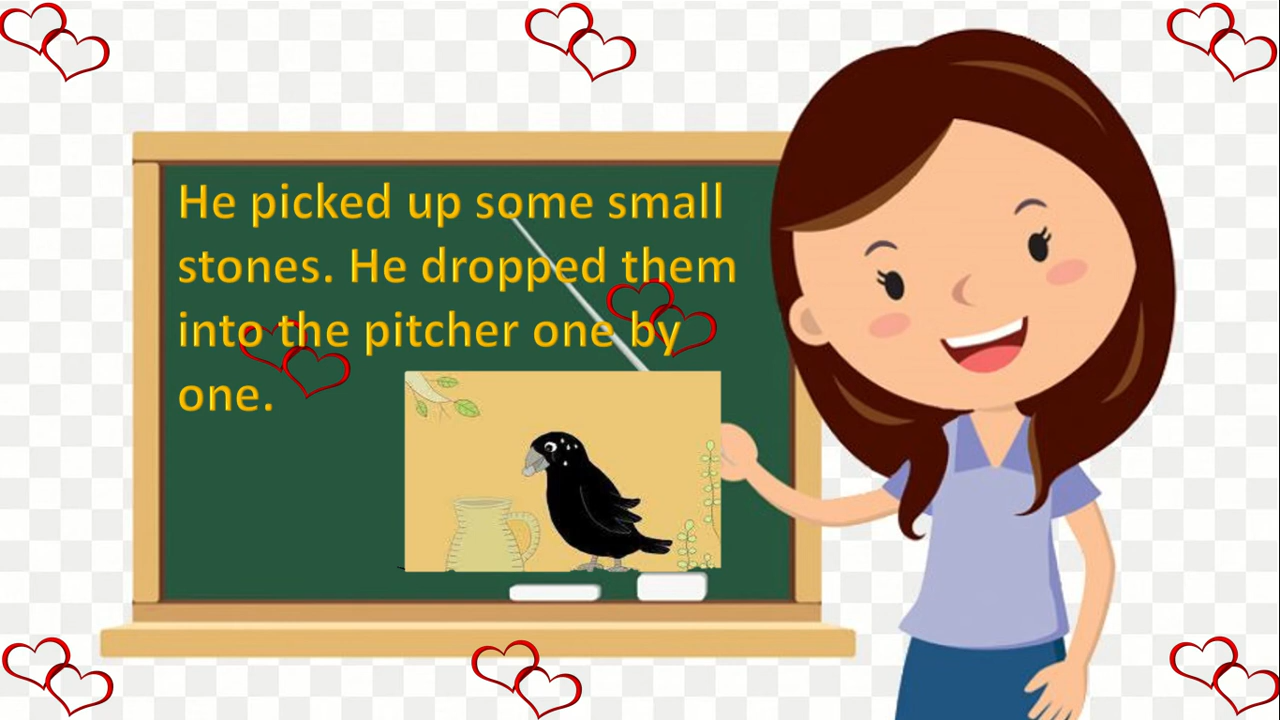 He picked up some small
stones. He dropped them
into the pitcher one by
one.